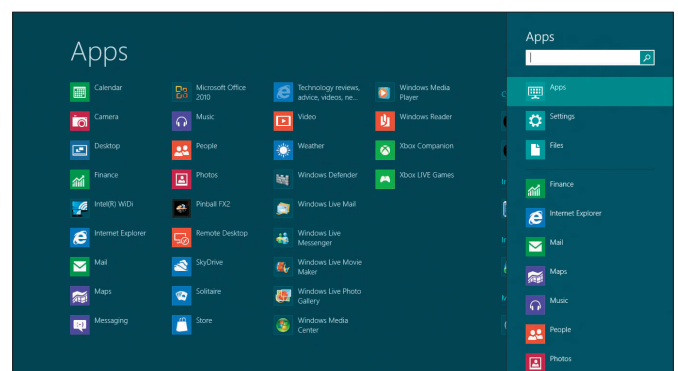 Apps
Calendar
Camera
Desktop
Finance
Intel(R) WiDi
Internet Explorer
Mail
Maps
Messaging
Microsoft Office
2010
Music
People
Photos
Pinball FX2
Remote Desktop
SkyDrive
Solitaire
Store
Technology reviews,
advice, videos, ne...
Video
Weather
Windows Defender
Windows Live Mail
Windows Live
Messenger
Windows Live Movie
Maker
Windows Live Photo
Gallery
Windows Media
Center
Windows Media
Player
Windows Reader
Xbox Companion
Xbox LIVE Games
Apps
Apps
Settings
Files
Finance
Internet Explorer
Mail
Maps
Music
People
Photos